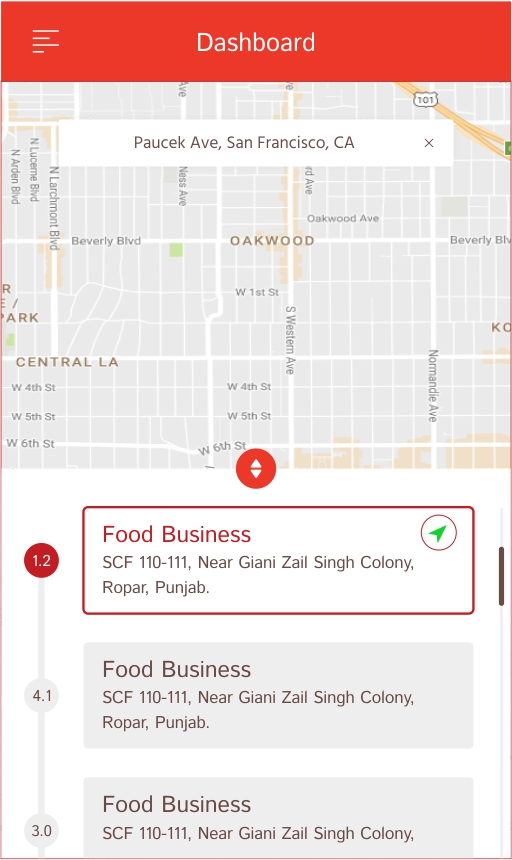 Dashboard
101
Paucek Ave, San Francisco, CA
×
Ave
Ave
N Arden Blvd
N Lucerne Blvd
N Larchmont Blvd
Ness Ave
rd Ave
Oakwood Ave
Beverly Blvd
OAKWOOD
Beverly Blv
W 1st St
R
E /
PARK
S Western Ave
KO
CENTRAL LA
Normandie Ave
W 4th St
W 4th St
W 5th St
W 5th St
W 6th St
W 6th St
1.2
Food Business
SCF 110-111, Near Giani Zail Singh Colony,
Ropar, Punjab.
4.1
Food Business
SCF 110-111, Near Giani Zail Singh Colony,
Ropar, Punjab.
3.0
Food Business
SCF 110-111, Near Giani Zail Singh Colony,